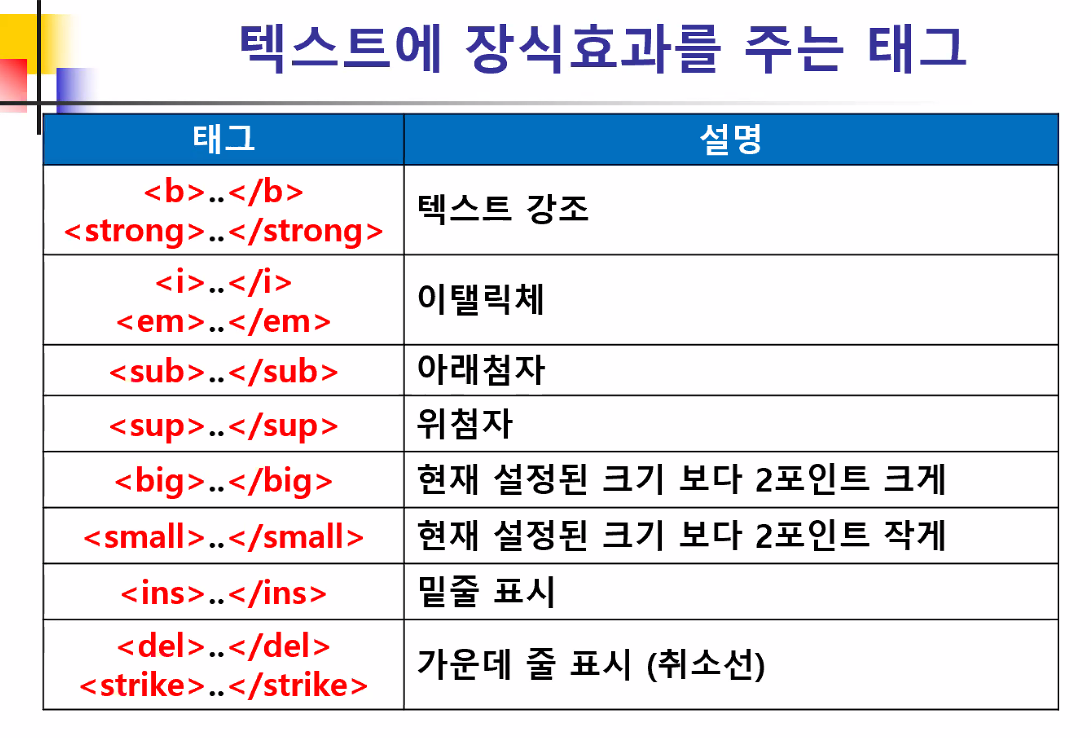 텍스트에 장식효과를 주는 태그
태그 설명
<b>..</b>
<strong>..</strong>
텍스트 강조
<i>..</i>
<em>..</em>
이탤릭체
<sub>..</sub> 아래첨자
<sup>..</sup> 위첨자
<big>..</big> 현재 설정된 크기 보다 2포인트 크게
<small>..</small> 현재 설정된 크기 보다 2포인트 작게
<ins>..</ins> 밑줄 표시
<del>..</del>
<strike>..</strike>
가운데 줄 표시 (취소선)